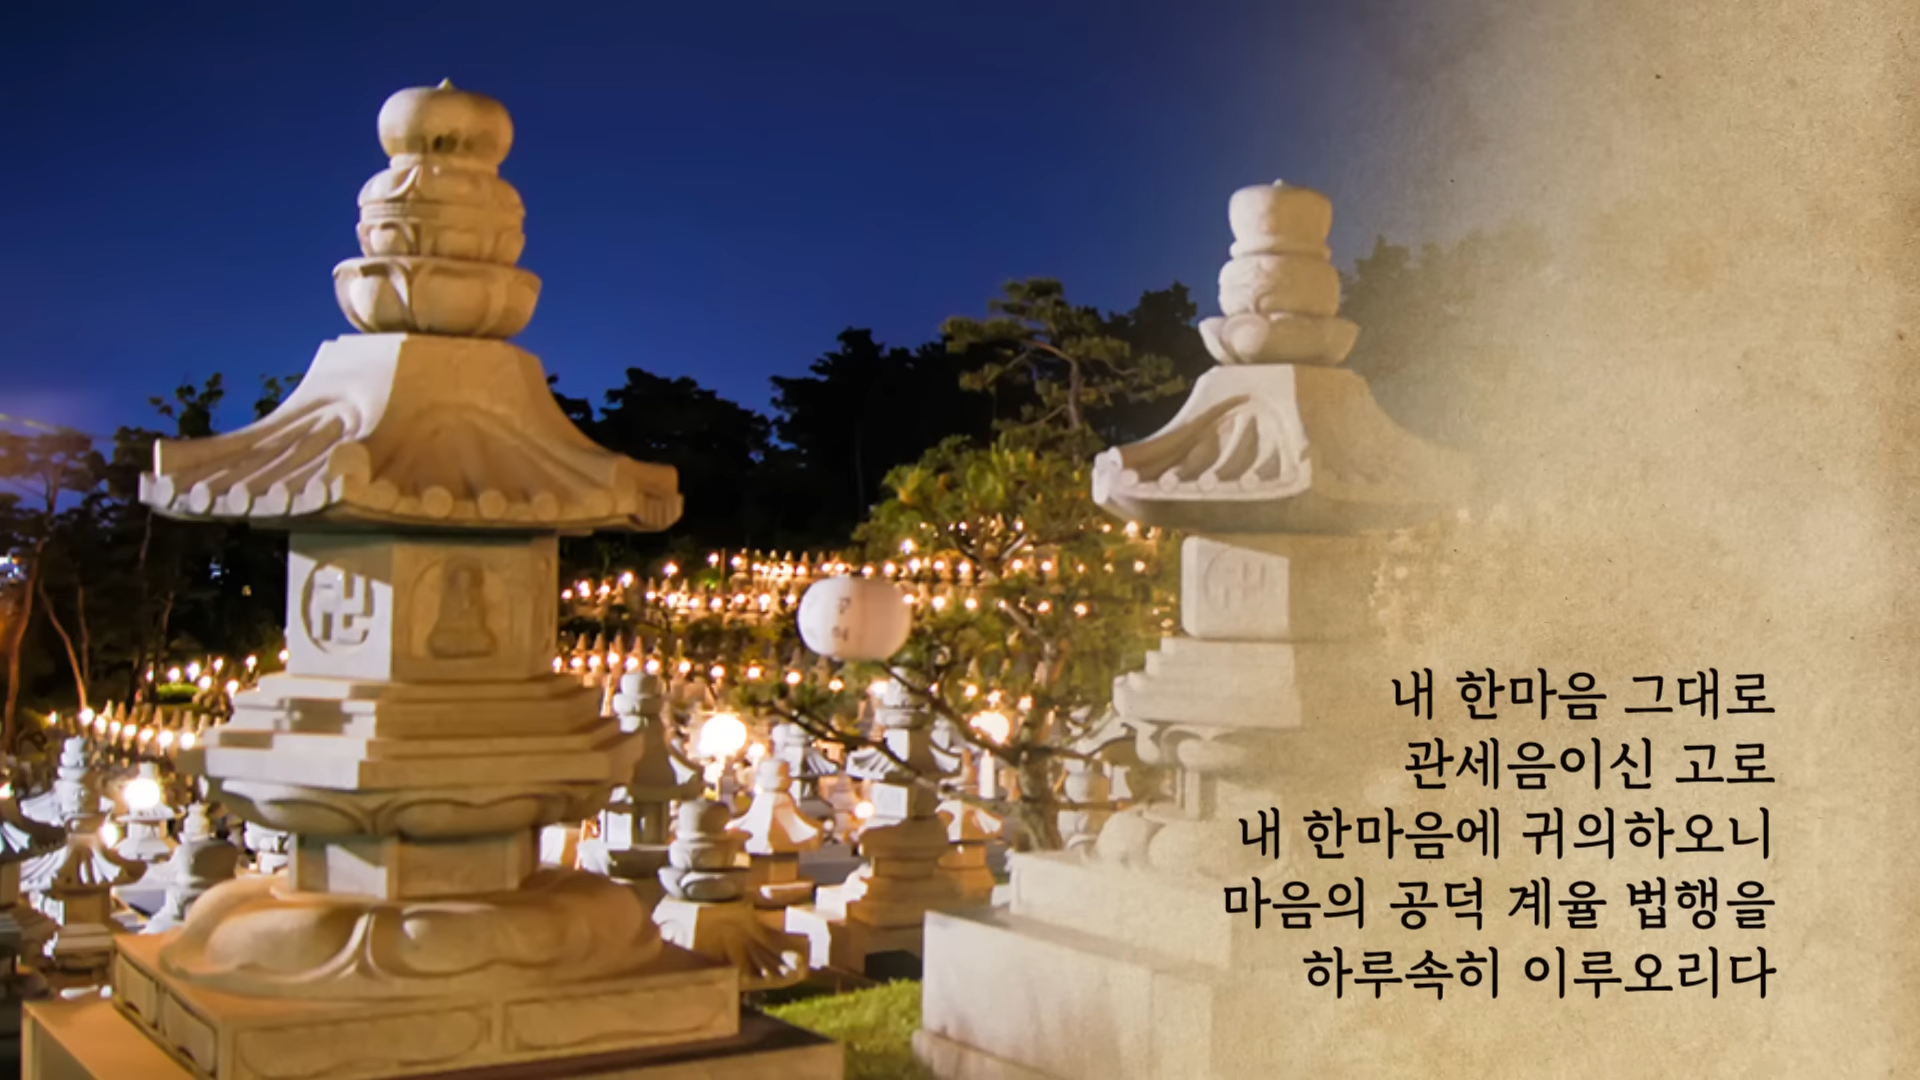 내 한마음 그대로
관세음이신 고로
내 한마음에 귀의하오니
마음의 공덕 계율 법행을
하루속히 이루오리다